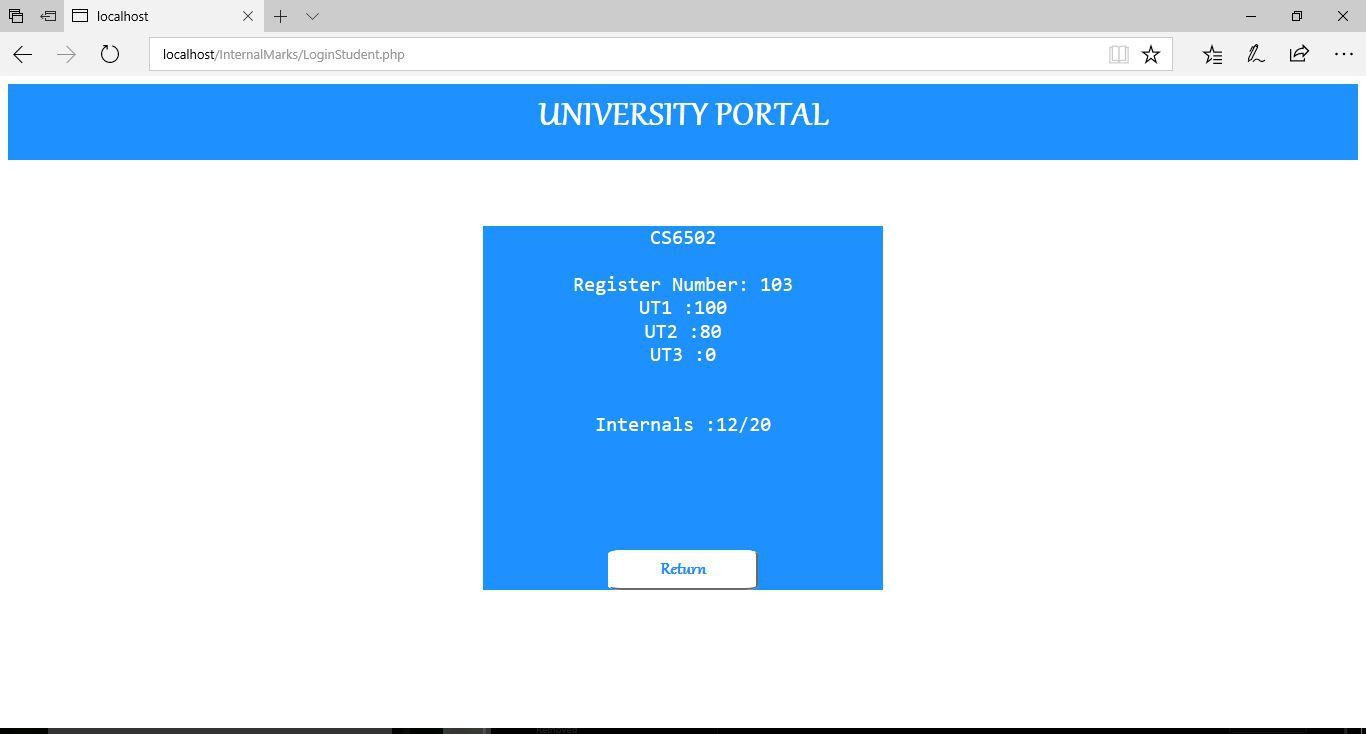 localhost
localhost/InternalMarks/LoginStudent.php
UNIVERSITY PORTAL
CS6502
Register Number: 103
UT1 :100
UT2 :80
UT3 :0
Internals :12/20
Return
Removed